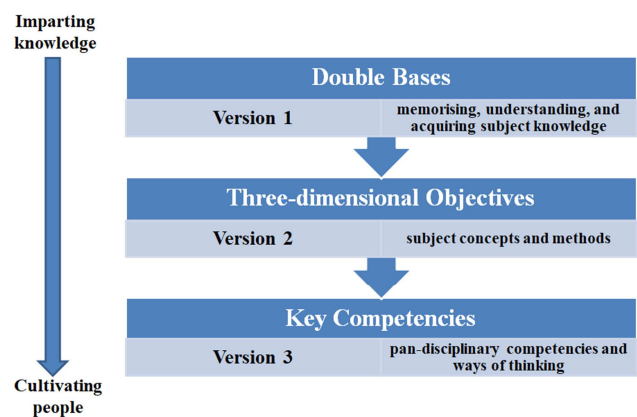 Imparting
knowledge
Double Bases
Version 1
memorising, understanding, and
acquiring subject knowledge
Three-dimensional Objectives
Version 2
subject concepts and methods
Key Competencies
Version 3
pan-disciplinary competencies and
ways of thinking
Cultivating
people